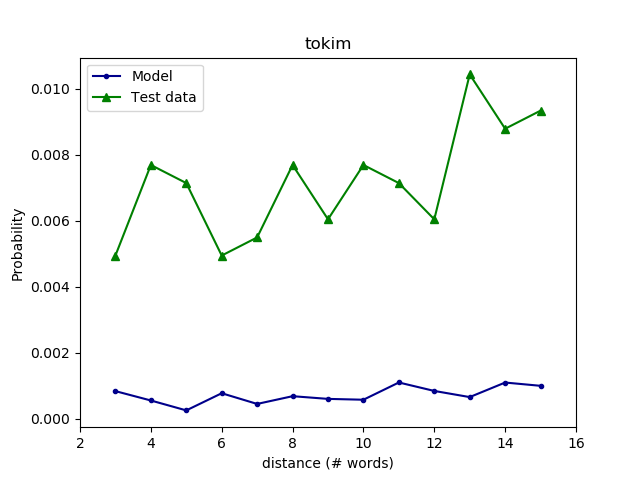 tokim
Model
Test data
Probability
0.010
0.008
0.006
0.004
0.002
0.000
2 4 6 8 10 12 14 16
distance (# words)